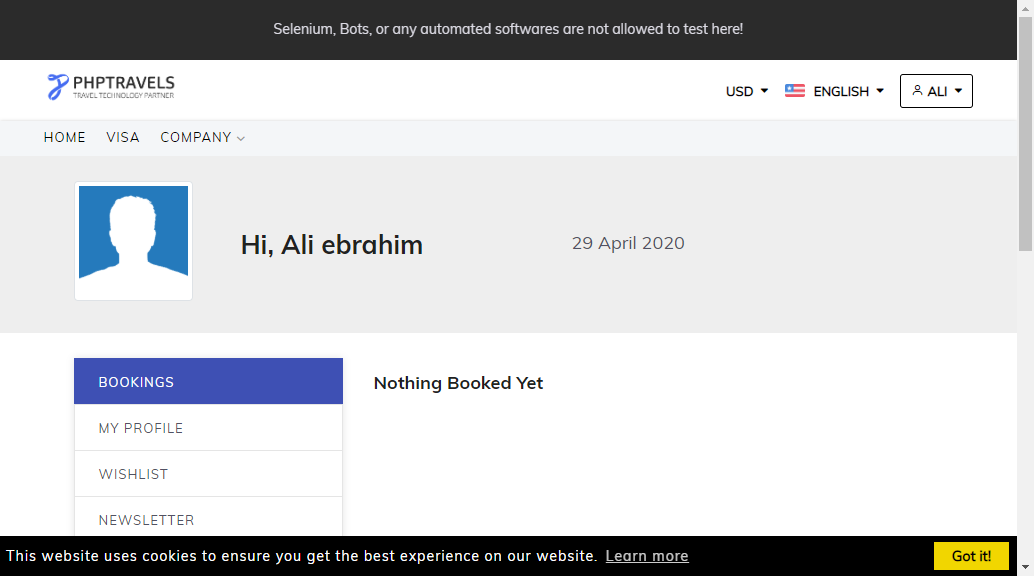 Selenium, Bots, or any automated softwares are not allowed to test here!
PHPTRAVELS
TRAVEL TECHNOLOGY PARTNER
USD
ENGLISH
ALI
HOME
VISA
COMPANY
Hi, Ali ebrahim
29 April 2020
BOOKINGS
Nothing Booked Yet
MY PROFILE
WISHLIST
NEWSLETTER
This website uses cookies to ensure you get the best experience on our website. Learn more
Got it!